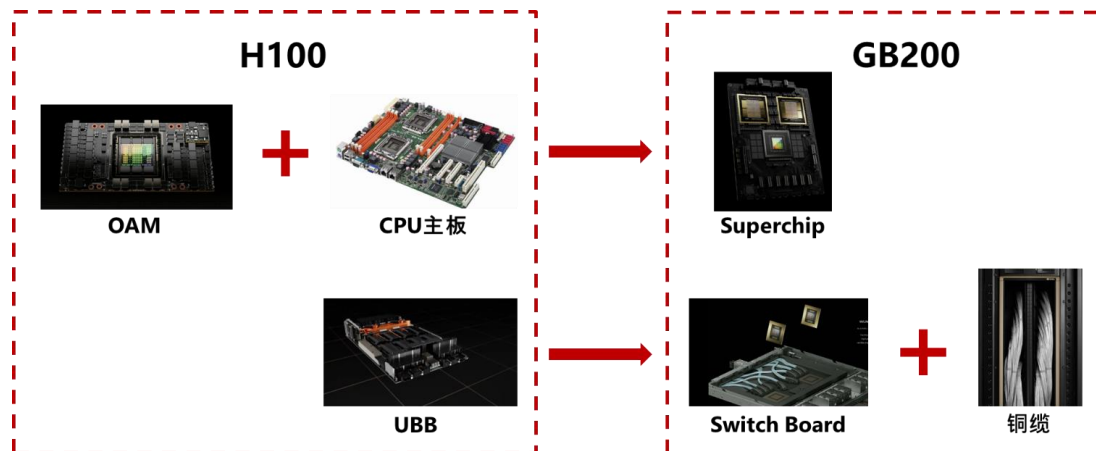 H100
GB200
OAM
CPU主板
Superchip
UBB
Switch Board
铜缆